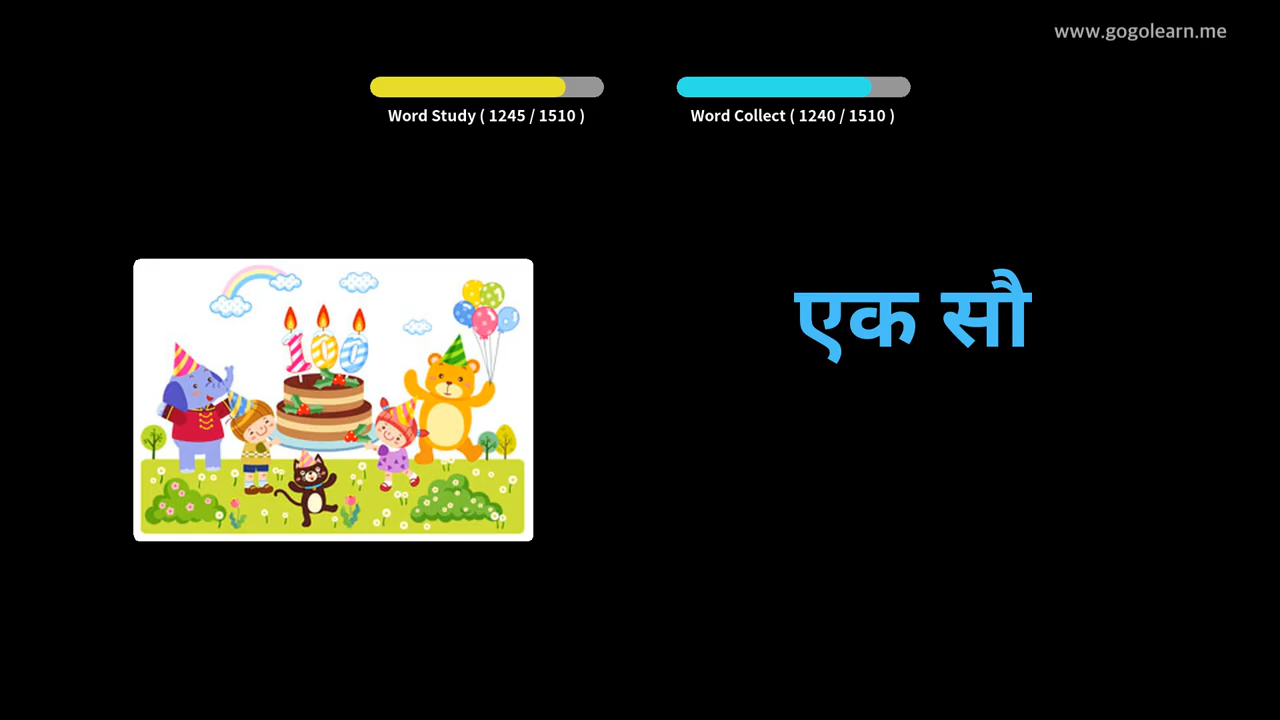 www.gogolearn.me
Word Study ( 1245 / 1510 )
Word Collect ( 1240 / 1510 )
100
एक सौ